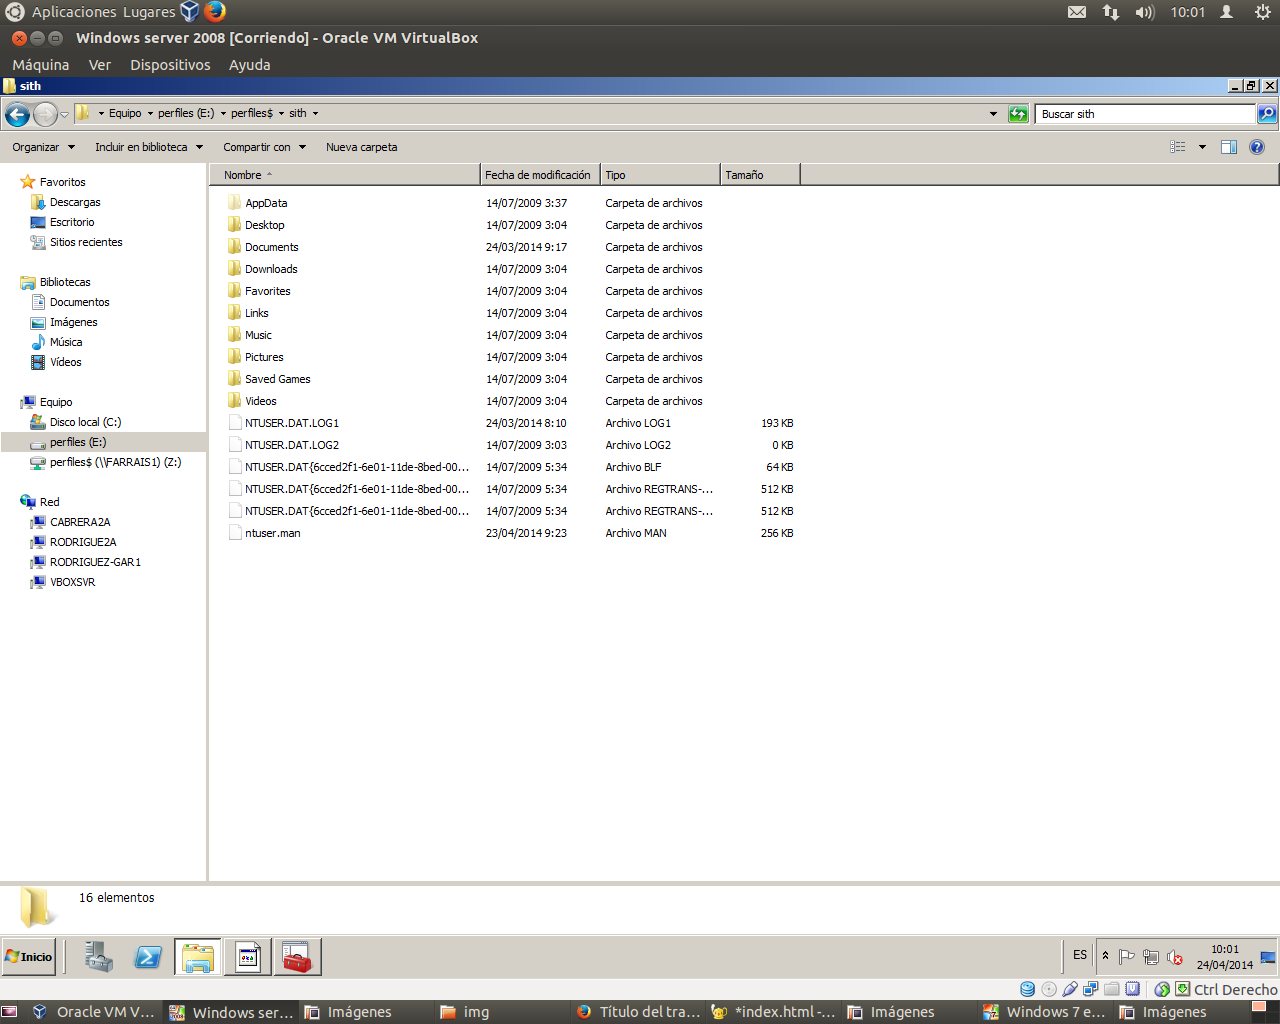 Aplicaciones Lugares 10:01
Windows server 2008 [Corriendo] - Oracle VM VirtualBox
Máquina Ver Dispositivos Ayuda
sith
Equipo perfiles (E:) perfiles$ sith Buscar sith
Organizar Incluir en biblioteca Compartir con Nueva carpeta
Favoritos
Descargas
Escritorio
Sitios recientes
Bibliotecas
Documentos
Imágenes
Música
Vídeos
Equipo
Disco local (C:)
perfiles (E:)
perfiles$ (\\FARRAIS1) (Z:)
Red
CABRERA2A
RODRIGUE2A
RODRIGUEZ-GAR1
VBOXSVR
Nombre Fecha de modificación Tipo Tamaño
AppData 14/07/2009 3:37 Carpeta de archivos
Desktop 14/07/2009 3:04 Carpeta de archivos
Documents 24/03/2014 9:17 Carpeta de archivos
Downloads 14/07/2009 3:04 Carpeta de archivos
Favorites 14/07/2009 3:04 Carpeta de archivos
Links 14/07/2009 3:04 Carpeta de archivos
Music 14/07/2009 3:04 Carpeta de archivos
Pictures 14/07/2009 3:04 Carpeta de archivos
Saved Games 14/07/2009 3:04 Carpeta de archivos
Videos 14/07/2009 3:04 Carpeta de archivos
NTUSER.DAT.LOG1 24/03/2014 8:10 Archivo LOG1 193 KB
NTUSER.DAT.LOG2 14/07/2009 3:03 Archivo LOG2 0 KB
NTUSER.DAT{6cced2f1-6e01-11de-8bed-00... 14/07/2009 5:34 Archivo BLF 64 KB
NTUSER.DAT{6cced2f1-6e01-11de-8bed-00... 14/07/2009 5:34 Archivo REGTRANS-... 512 KB
NTUSER.DAT{6cced2f1-6e01-11de-8bed-00... 14/07/2009 5:34 Archivo REGTRANS-... 512 KB
ntuser.man 23/04/2014 9:23 Archivo MAN 256 KB
16 elementos
Inicio ES 10:01
24/04/2014
Ctrl Derecho
Oracle VM V... Windows ser... Imágenes img Título del tra... *index.html -... Imágenes Windows 7 e... Imágenes